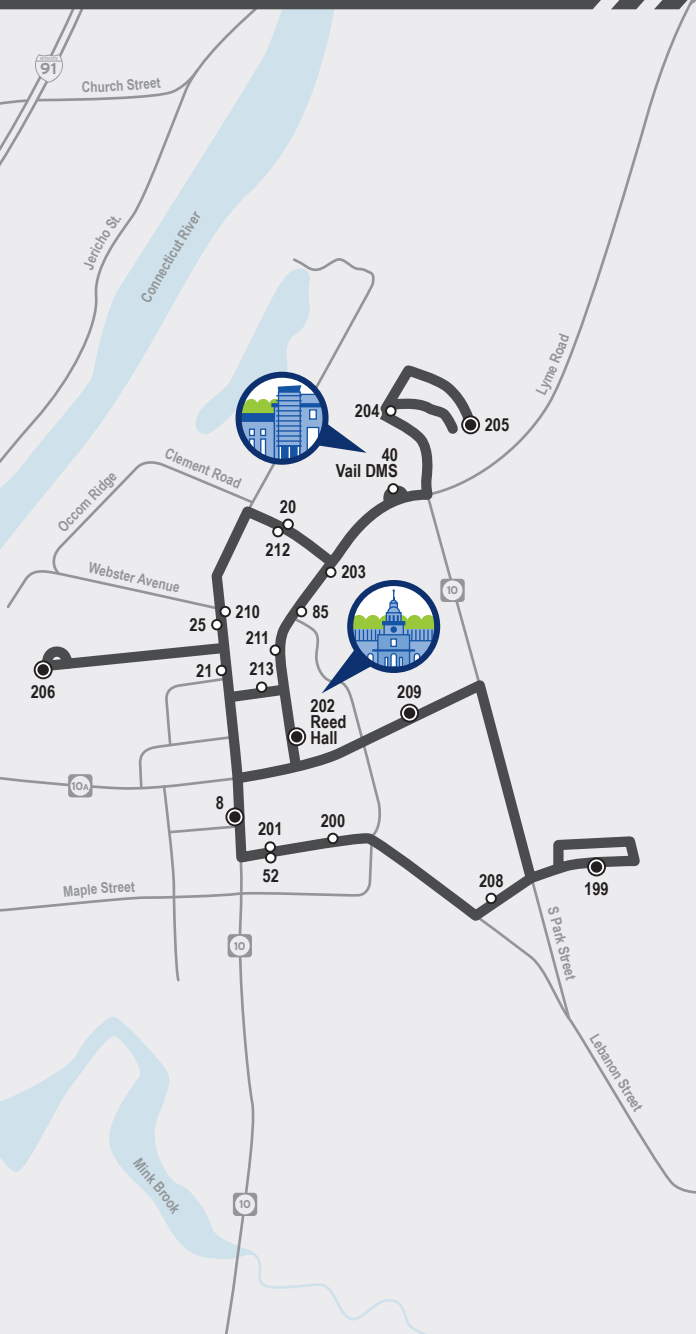 91
Church Street
Jericho St.
Connecticut River
Lyme Road
204
205
40
Vail DMS
Clement Road
Occom Ridge
20
212
203
Webster Avenue
10
210
85
25
211
21
213
206
202
Reed
Hall
209
10A
8
201
200
52
208
199
Maple Street
S Park Street
10
Lebanon Street
Mink Brook
10